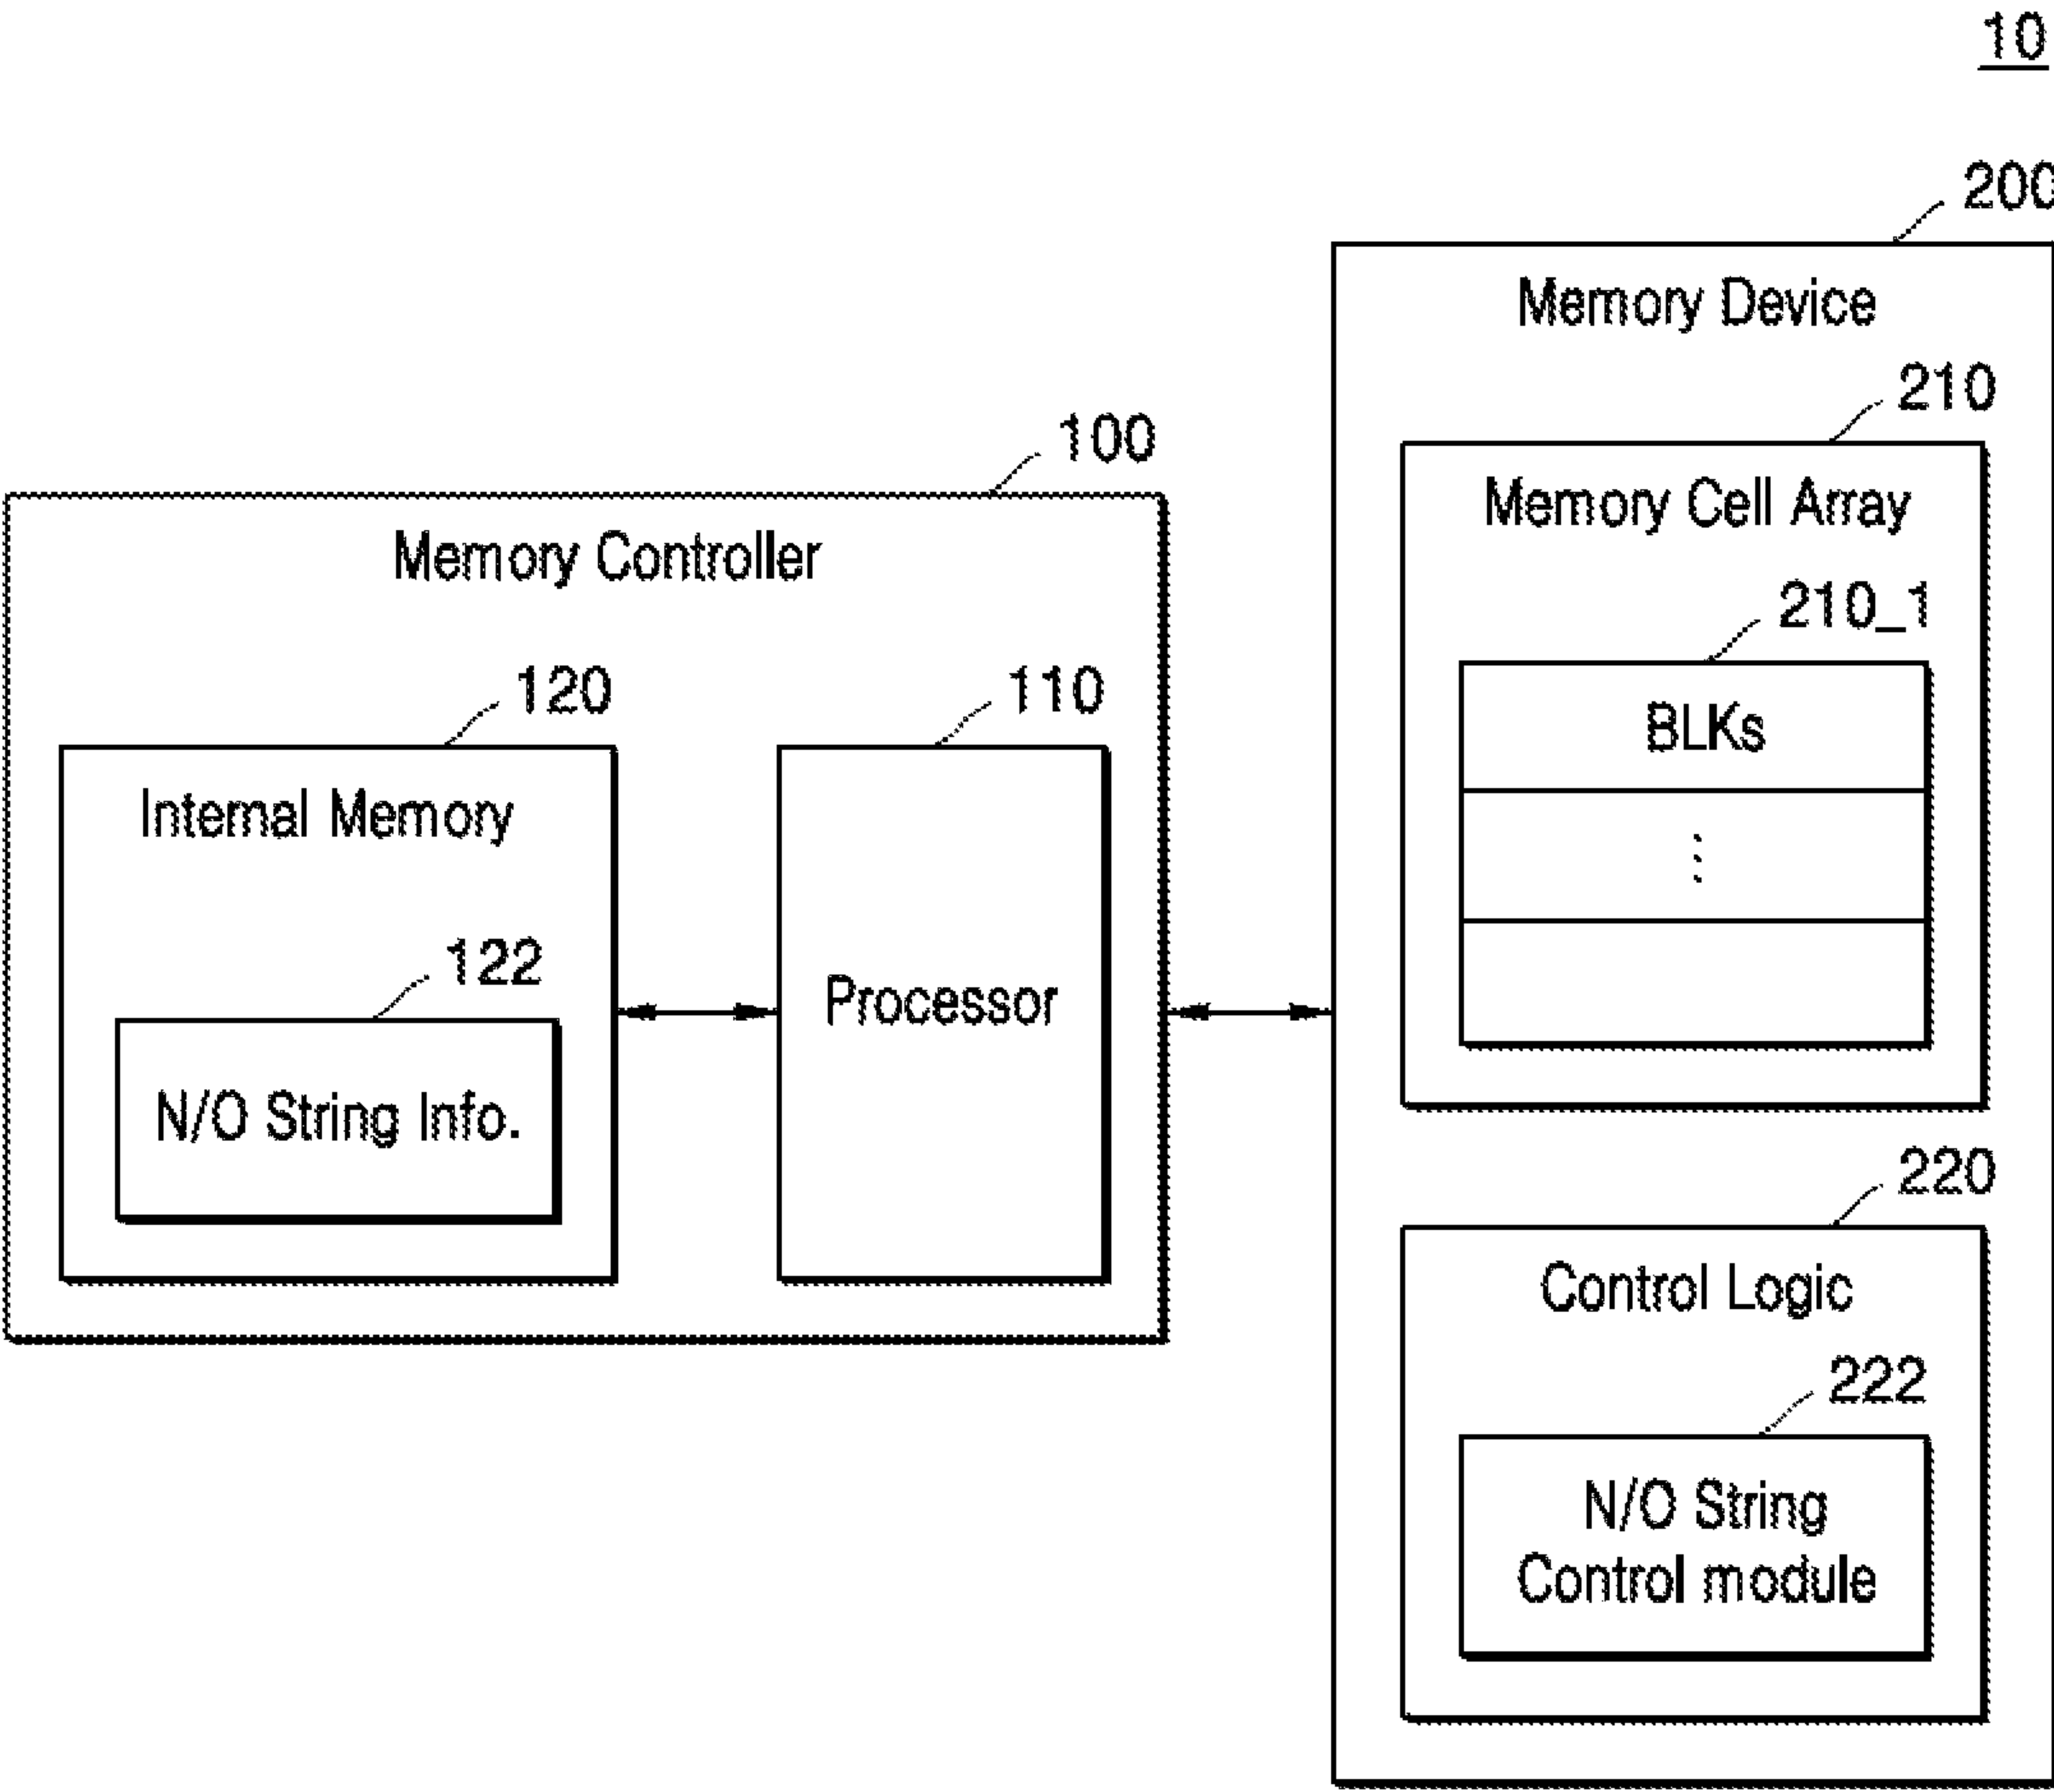 10
200
Memory Device
210
Memory Cell Array
210_1
BLKs
⋮
100
Memory Controller
120
Internal Memory
122
N/O String Info.
110
Processor
220
Control Logic
222
N/O String
Control module